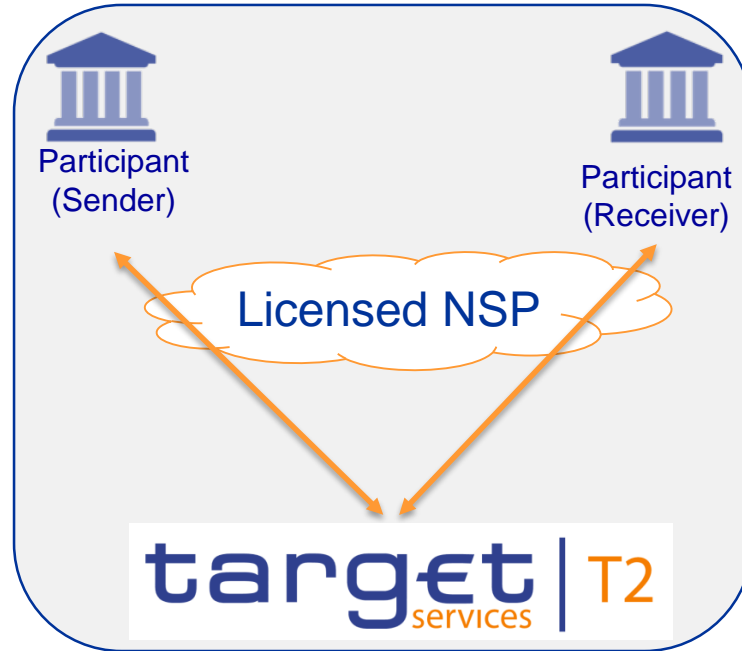 Participant
(Sender)
Participant
(Receiver)
Licensed NSP
target
services
T2